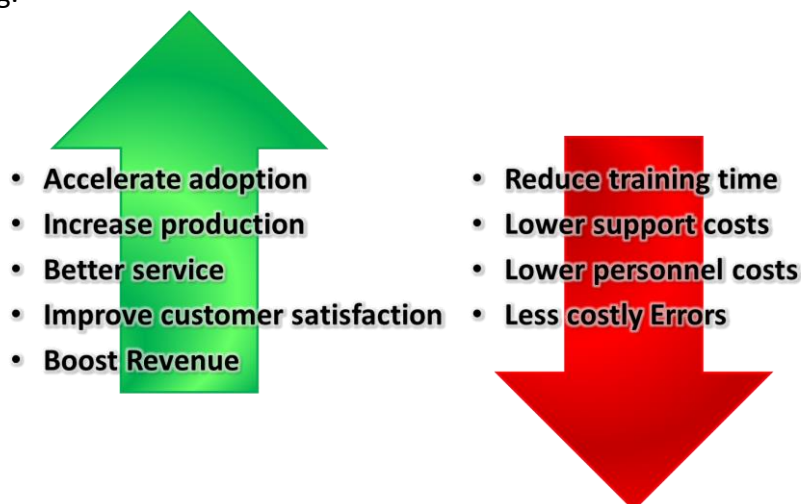 • Accelerate adoption
• Increase production
• Better service
• Improve customer satisfaction
• Boost Revenue
• Reduce training time
• Lower support costs
• Lower personnel costs
• Less costly Errors